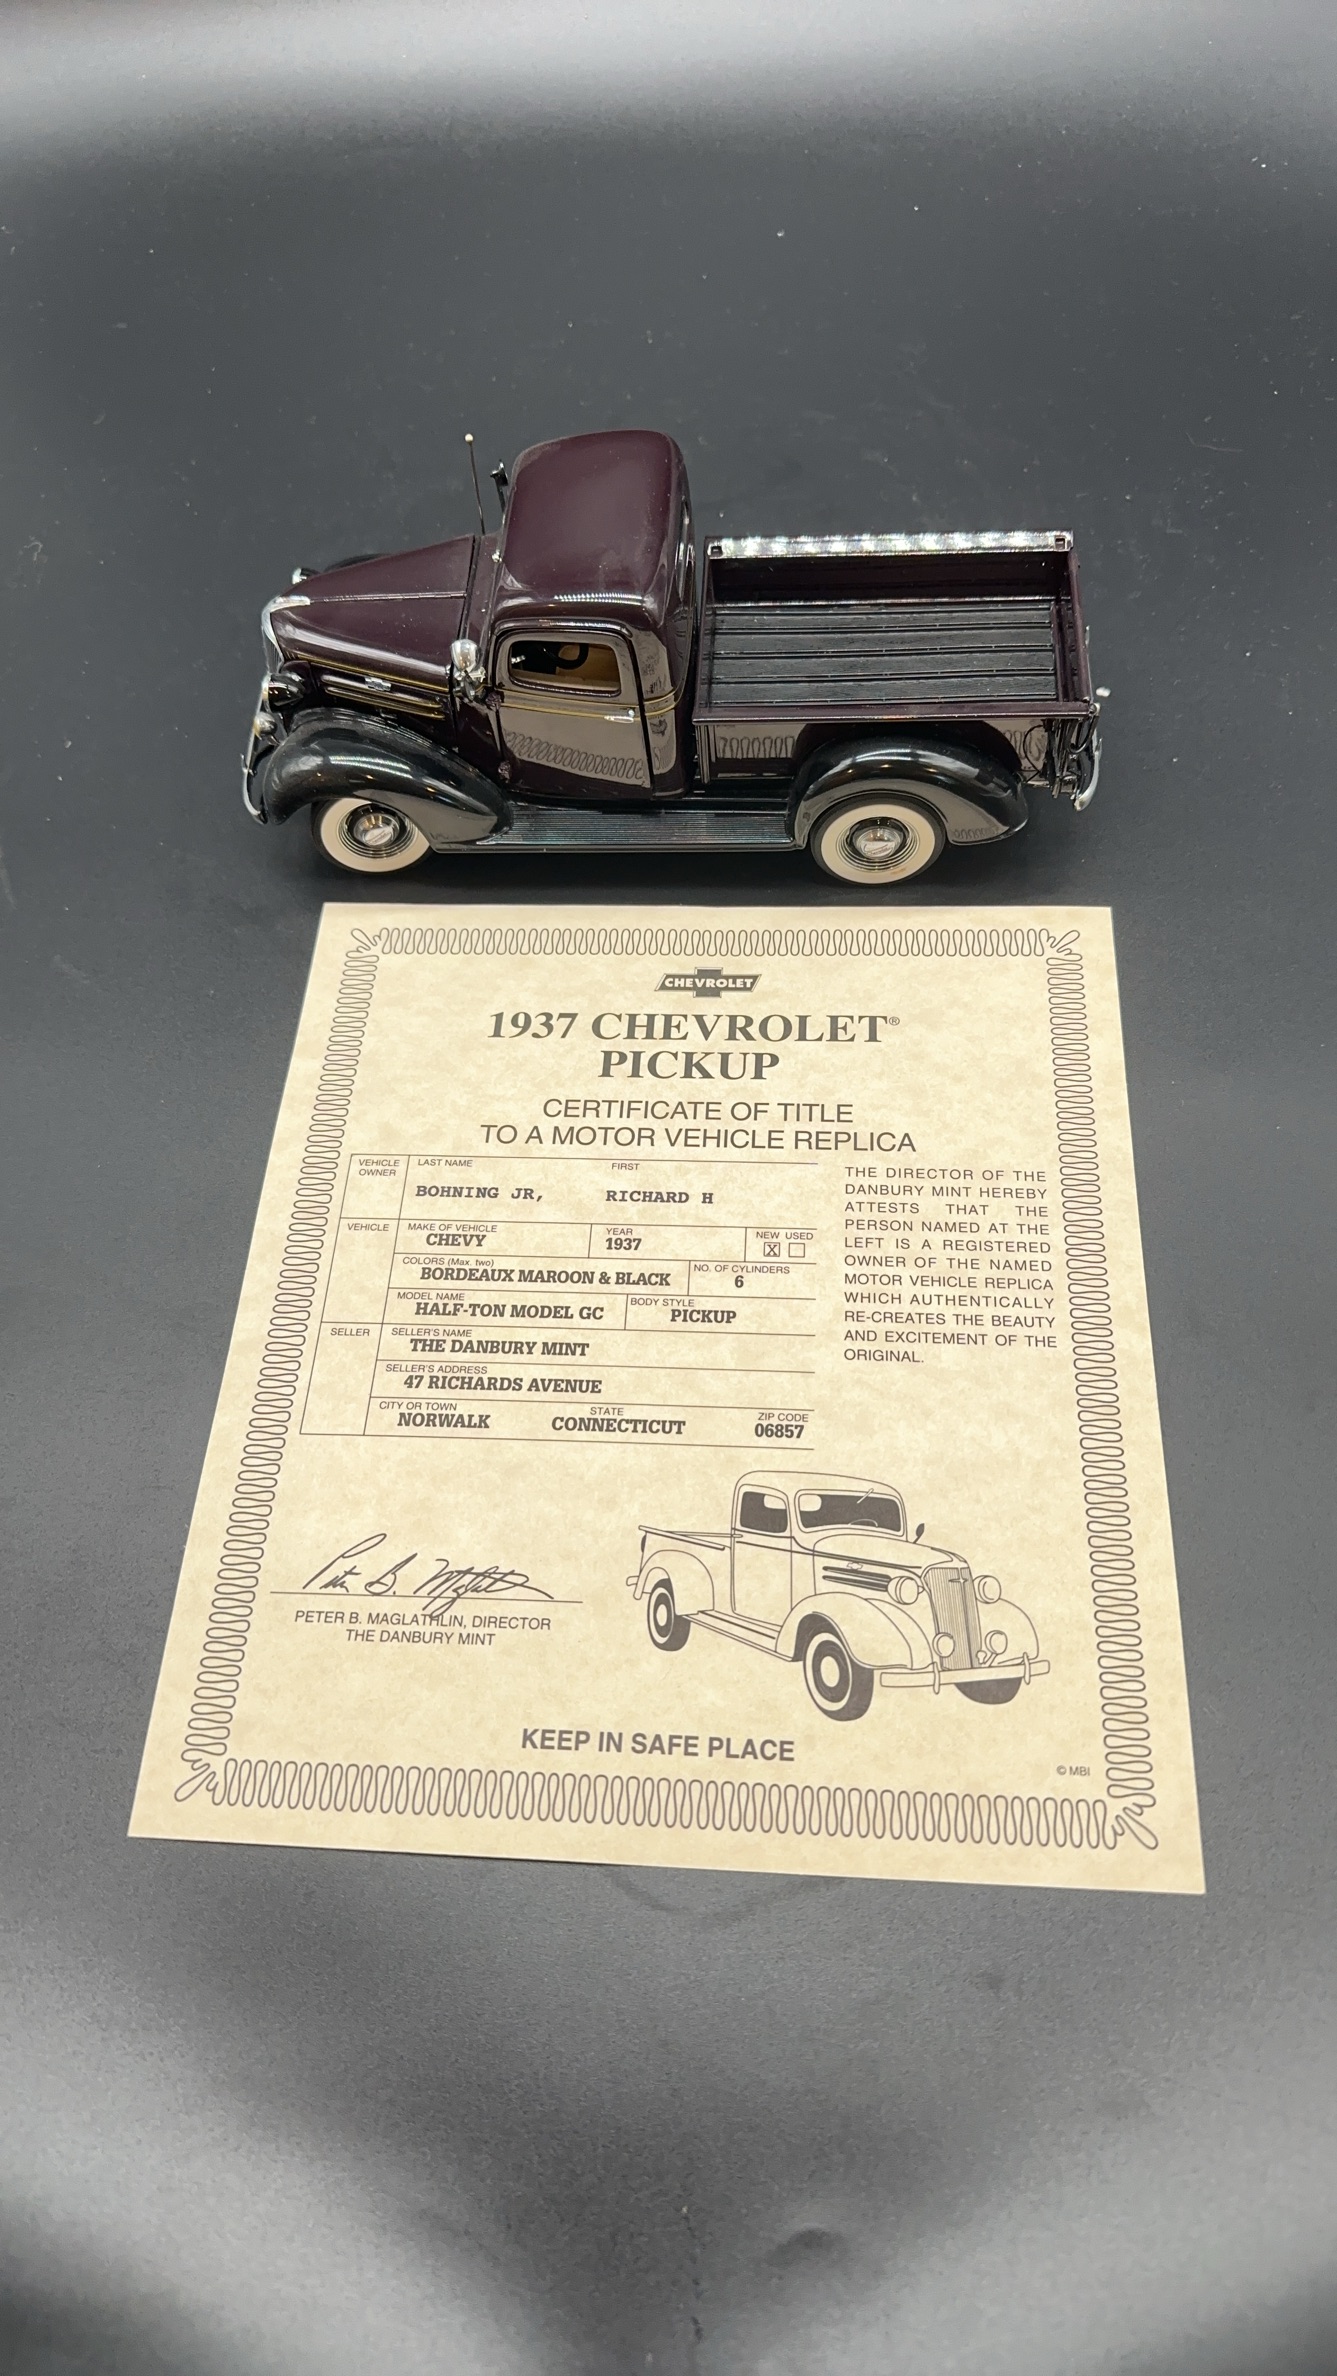 CHEVROLET
1937 CHEVROLET®
PICKUP
CERTIFICATE OF TITLE
TO A MOTOR VEHICLE REPLICA
VEHICLE OWNER
LAST NAME FIRST
BOHNING JR, RICHARD H
VEHICLE
MAKE OF VEHICLE YEAR NEW USED
CHEVY 1937 X
COLORS (Max. two) NO. OF CYLINDERS
BORDEAUX MAROON & BLACK 6
MODEL NAME BODY STYLE
HALF-TON MODEL GC PICKUP
SELLER
SELLER'S NAME
THE DANBURY MINT
SELLER'S ADDRESS
47 RICHARDS AVENUE
CITY OR TOWN STATE ZIP CODE
NORWALK CONNECTICUT 06857
THE DIRECTOR OF THE
DANBURY MINT HEREBY
ATTESTS THAT THE
PERSON NAMED AT THE
LEFT IS A REGISTERED
OWNER OF THE NAMED
MOTOR VEHICLE REPLICA
WHICH AUTHENTICALLY
RE-CREATES THE BEAUTY
AND EXCITEMENT OF THE
ORIGINAL.
Peter B. Maglathlin
PETER B. MAGLATHLIN, DIRECTOR
THE DANBURY MINT
KEEP IN SAFE PLACE
© MBI